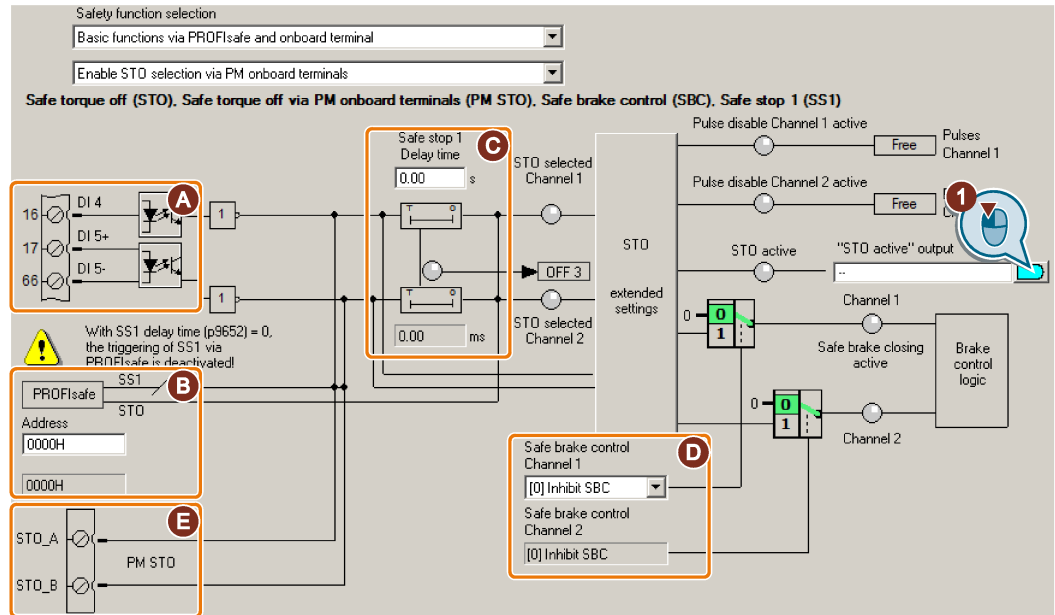 Safety function selection
Basic functions via PROFIsafe and onboard terminal
Enable STO selection via PM onboard terminals
Safe torque off (STO), Safe torque off via PM onboard terminals (PM STO), Safe brake control (SBC), Safe stop 1 (SS1)
A
16
DI 4
17
DI 5+
66
DI 5-
1
1
With SS1 delay time (p9652) = 0,
the triggering of SS1 via
PROFIsafe is deactivated!
B
PROFIsafe
SS1
STO
Address
0000H
0000H
E
STO_A
PM STO
STO_B
C
Safe stop 1
Delay time
0.00 s
T 0
T 0
0.00 ms
STO selected
Channel 1
OFF 3
STO selected
Channel 2
STO
extended
settings
D
Safe brake control
Channel 1
[0] Inhibit SBC
Safe brake control
Channel 2
[0] Inhibit SBC
Pulse disable Channel 1 active
Free
Pulses
Channel 1
Pulse disable Channel 2 active
Free
1
STO active
"STO active" output
--
0
0
1
Channel 1
Safe brake closing
active
0
0
1
Channel 2
Brake
control
logic